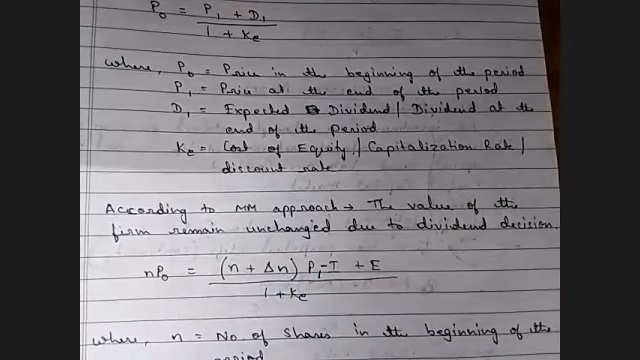 P₀ = P₁ + D₁
1 + Ke
where, P₀ = Price in the beginning of the period
P₁ = Price at the end of the period
D₁ = Expected Dividend / Dividend at the
end of the period
Ke = Cost of Equity / Capitalization Rate /
discount rate
According to MM approach → The value of the
firm remain unchanged due to dividend decision
nP₀ = (n + Δn) P₁ - I + E
1 + Ke
where, n = No of shares in the beginning of the
period